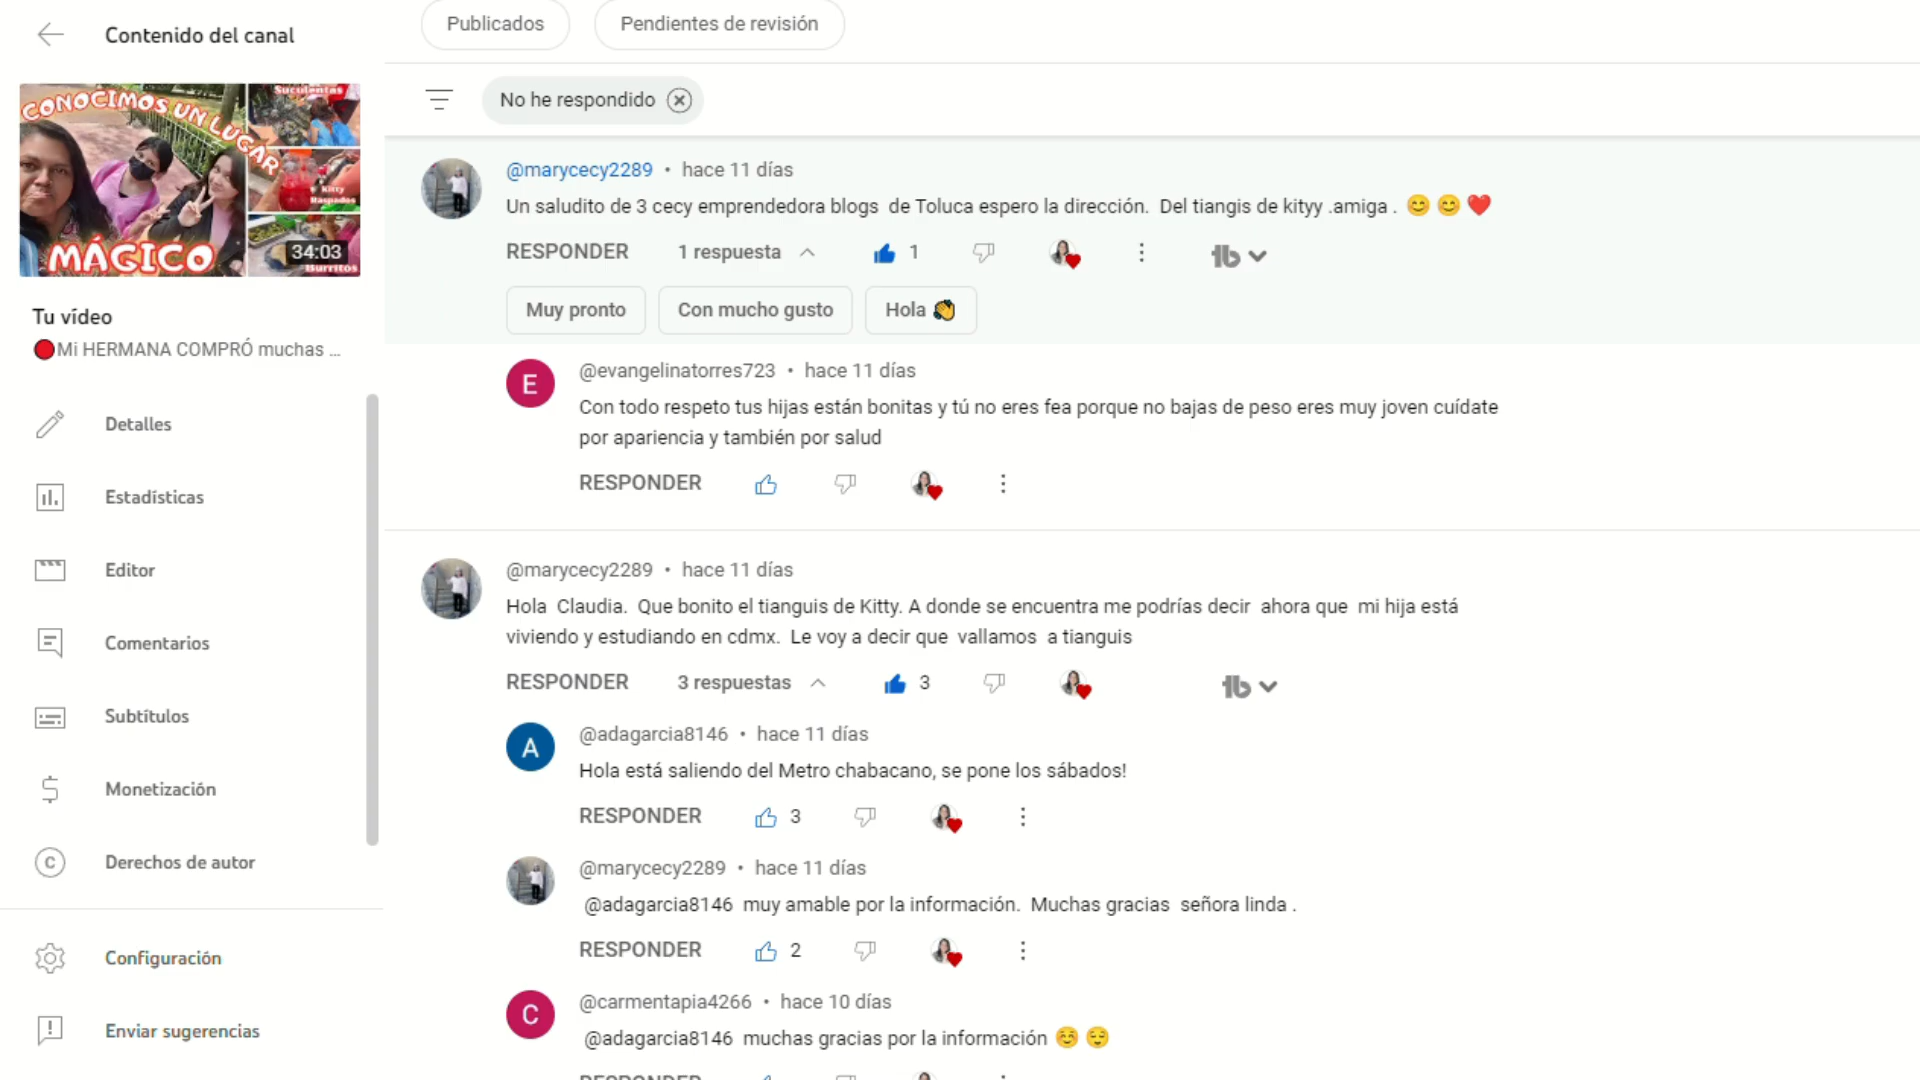 Contenido del canal
CONOCIMOS UN LUGAR
MÁGICO
Suculentas
Kitty
Raspados
34:03
Burritos
Tu vídeo
Mi HERMANA COMPRÓ muchas ...
Detalles
Estadísticas
Editor
Comentarios
Subtítulos
Monetización
Derechos de autor
Configuración
Enviar sugerencias
Publicados
Pendientes de revisión
No he respondido
@marycecy2289 • hace 11 días
Un saludito de 3 cecy emprendedora blogs de Toluca espero la dirección. Del tiangis de kityy .amiga . 😊 😊 ❤️
RESPONDER 1 respuesta 1
Muy pronto Con mucho gusto Hola 👏
E @evangelinatorres723 • hace 11 días
Con todo respeto tus hijas están bonitas y tú no eres fea porque no bajas de peso eres muy joven cuídate
por apariencia y también por salud
RESPONDER
@marycecy2289 • hace 11 días
Hola Claudia. Que bonito el tianguis de Kitty. A donde se encuentra me podrías decir ahora que mi hija está
viviendo y estudiando en cdmx. Le voy a decir que vallamos a tianguis
RESPONDER 3 respuestas 3
A @adagarcia8146 • hace 11 días
Hola está saliendo del Metro chabacano, se pone los sábados!
RESPONDER 3
@marycecy2289 • hace 11 días
@adagarcia8146 muy amable por la información. Muchas gracias señora linda .
RESPONDER 2
C @carmentapia4266 • hace 10 días
@adagarcia8146 muchas gracias por la información ☺️ 😌
RESPONDER